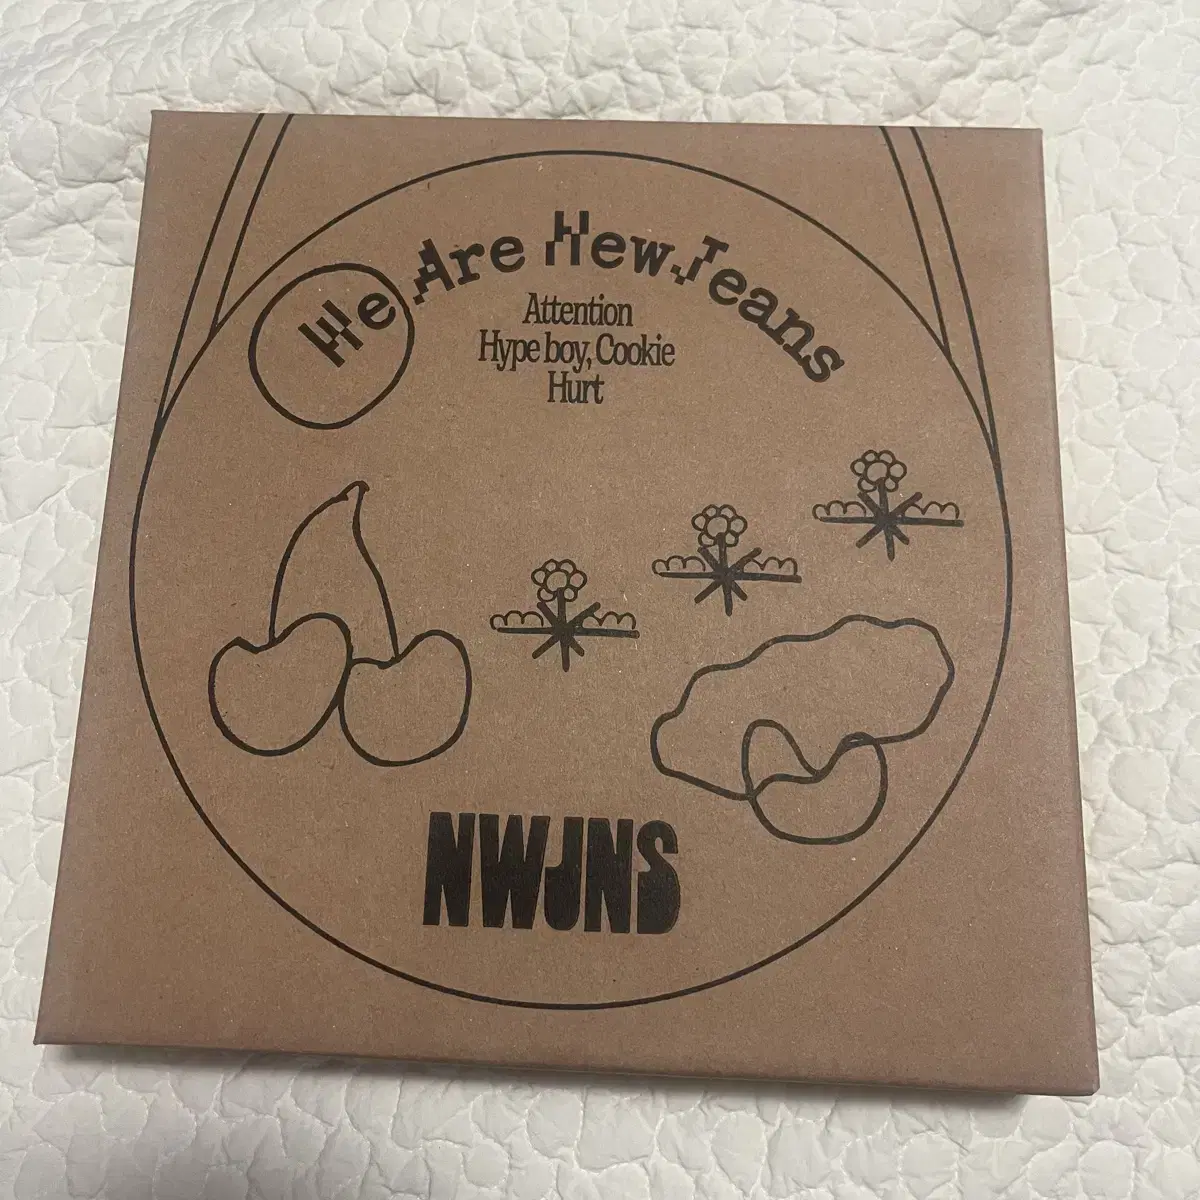 We Are NewJeans
Attention
Hype boy, Cookie
Hurt
NWJNS